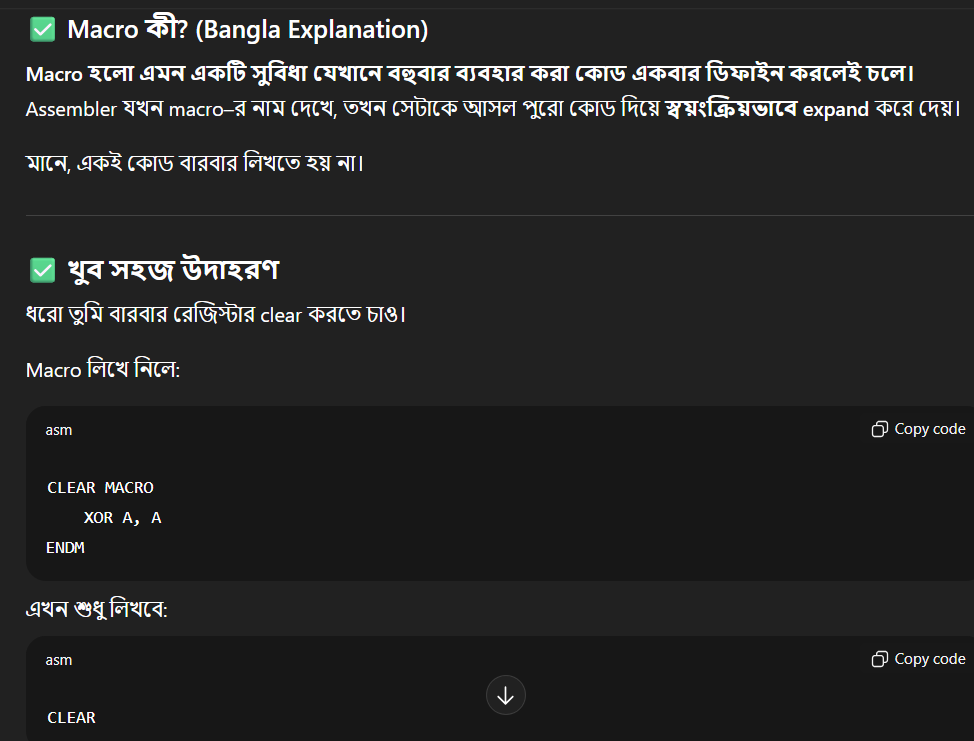 ✅ Macro কী? (Bangla Explanation)
Macro হলো এমন একটি সুবিধা যেখানে বহুবার ব্যবহার করা কোড একবার ডিফাইন করলেই চলে।
Assembler যখন macro–র নাম দেখে, তখন সেটাকে আসল পুরো কোড দিয়ে স্বয়ংক্রিয়ভাবে expand করে দেয়।
মানে, একই কোড বারবার লিখতে হয় না।
✅ খুব সহজ উদাহরণ
ধরো তুমি বারবার রেজিস্টার clear করতে চাও।
Macro লিখে নিলে:
asm Copy code
CLEAR MACRO
    XOR A, A
ENDM
এখন শুধু লিখবে:
asm Copy code
CLEAR